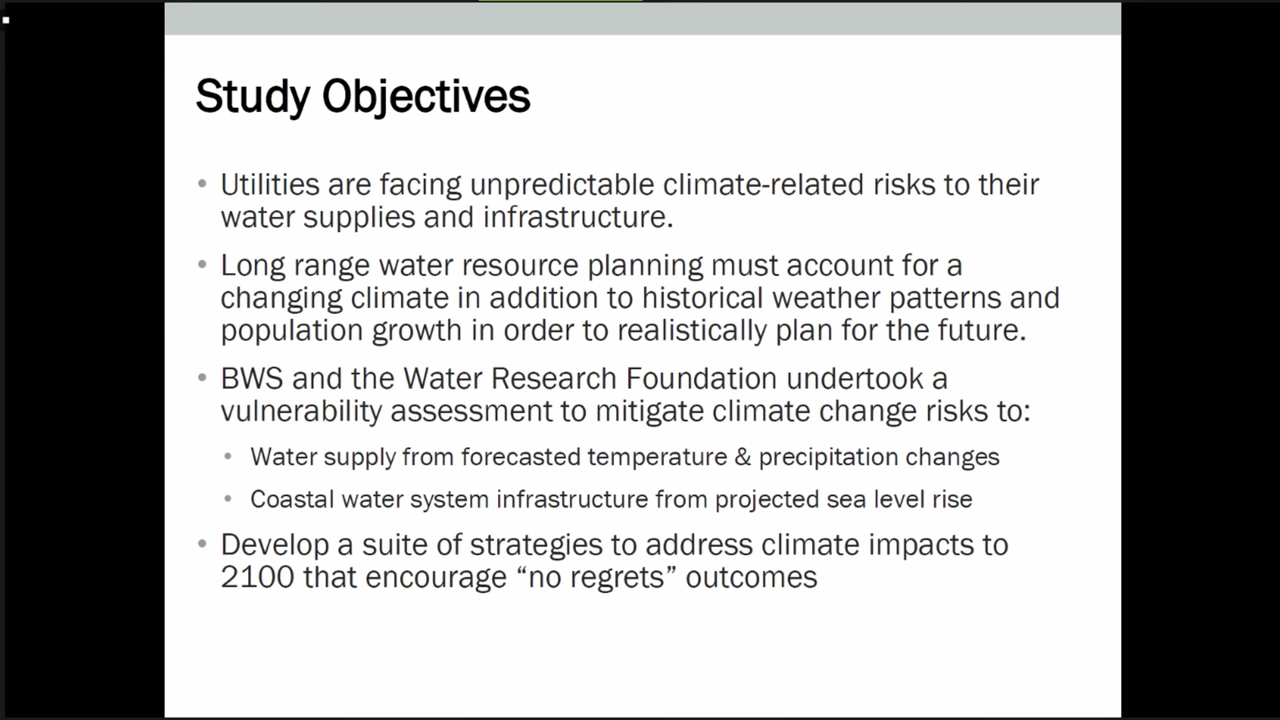 Study Objectives
• Utilities are facing unpredictable climate-related risks to their
water supplies and infrastructure.
• Long range water resource planning must account for a
changing climate in addition to historical weather patterns and
population growth in order to realistically plan for the future.
• BWS and the Water Research Foundation undertook a
vulnerability assessment to mitigate climate change risks to:
• Water supply from forecasted temperature & precipitation changes
• Coastal water system infrastructure from projected sea level rise
• Develop a suite of strategies to address climate impacts to
2100 that encourage “no regrets” outcomes